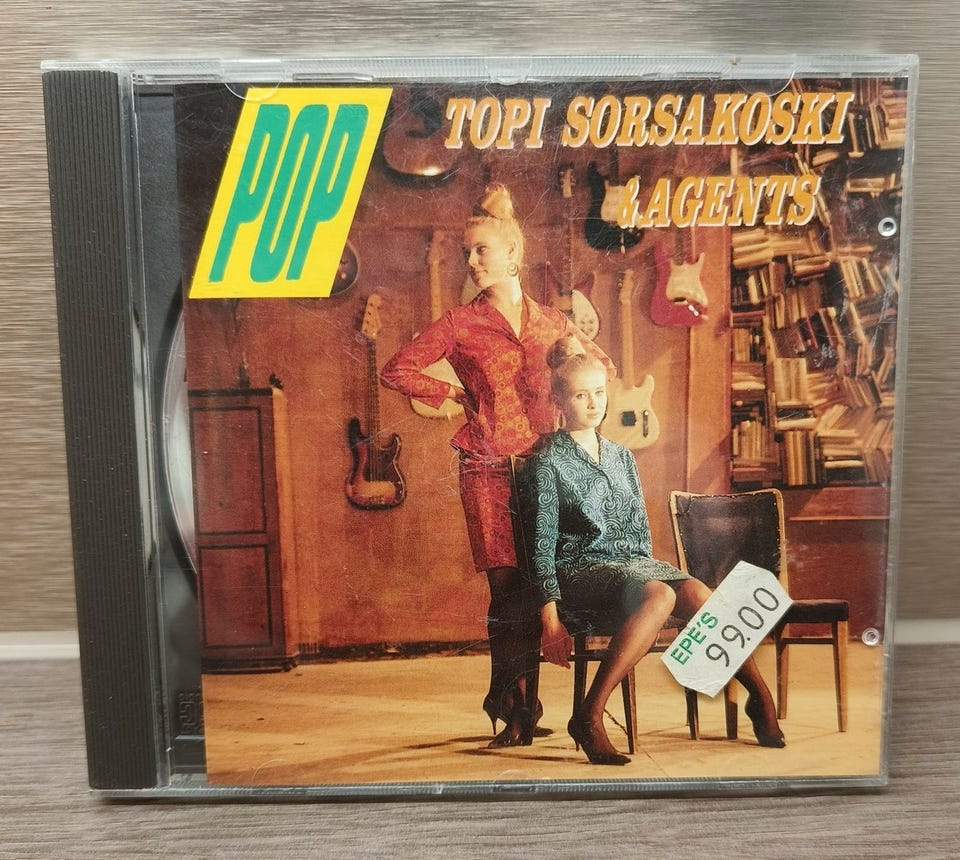 POP
TOPI SORSAKOSKI
& AGENTS
EPE'S
99.00